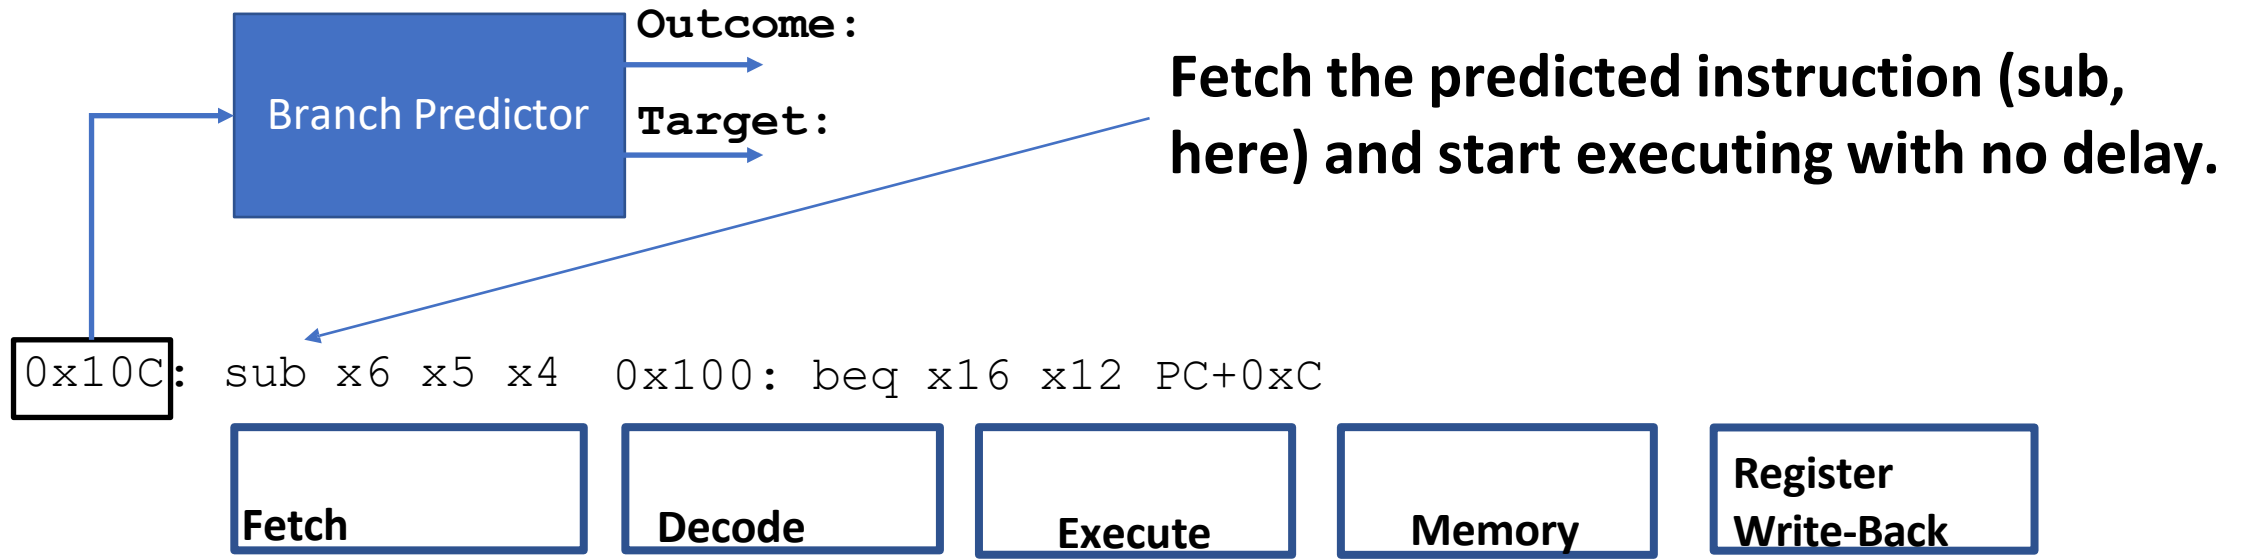 Outcome:
Branch Predictor
Target:
Fetch the predicted instruction (sub,
here) and start executing with no delay.
0x10C: sub x6 x5 x4
0x100: beq x16 x12 PC+0xC
Fetch
Decode
Execute
Memory
Register
Write-Back